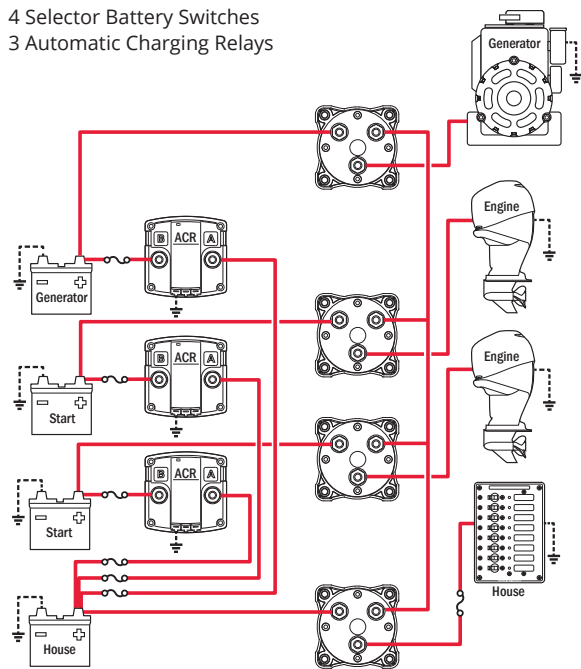 4 Selector Battery Switches
3 Automatic Charging Relays
Generator
Engine
B ACR A
Generator
B ACR A
Start
Engine
B ACR A
Start
House
House